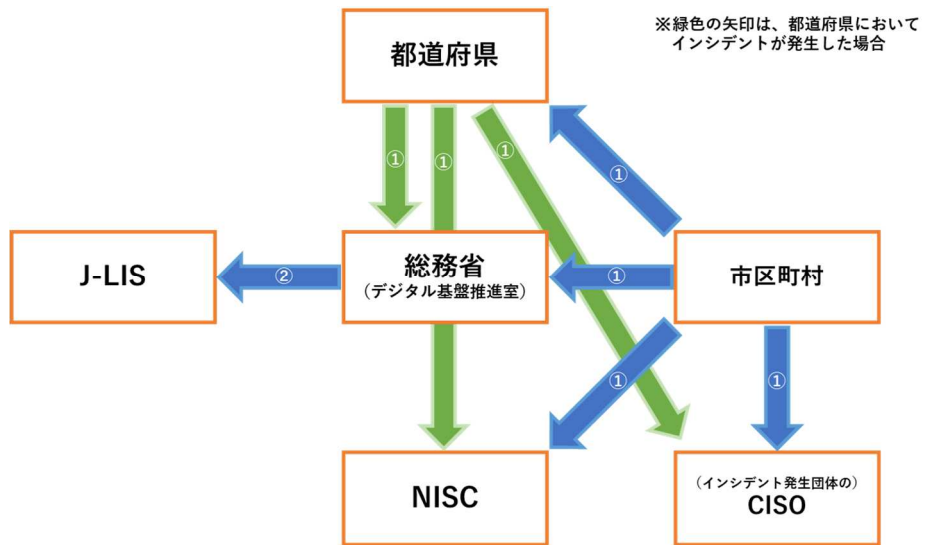 ※緑色の矢印は、都道府県において
インシデントが発生した場合
都道府県
①
①
①
①
J-LIS
②
総務省
(デジタル基盤推進室)
①
市区町村
①
①
NISC
(インシデント発生団体の)
CISO